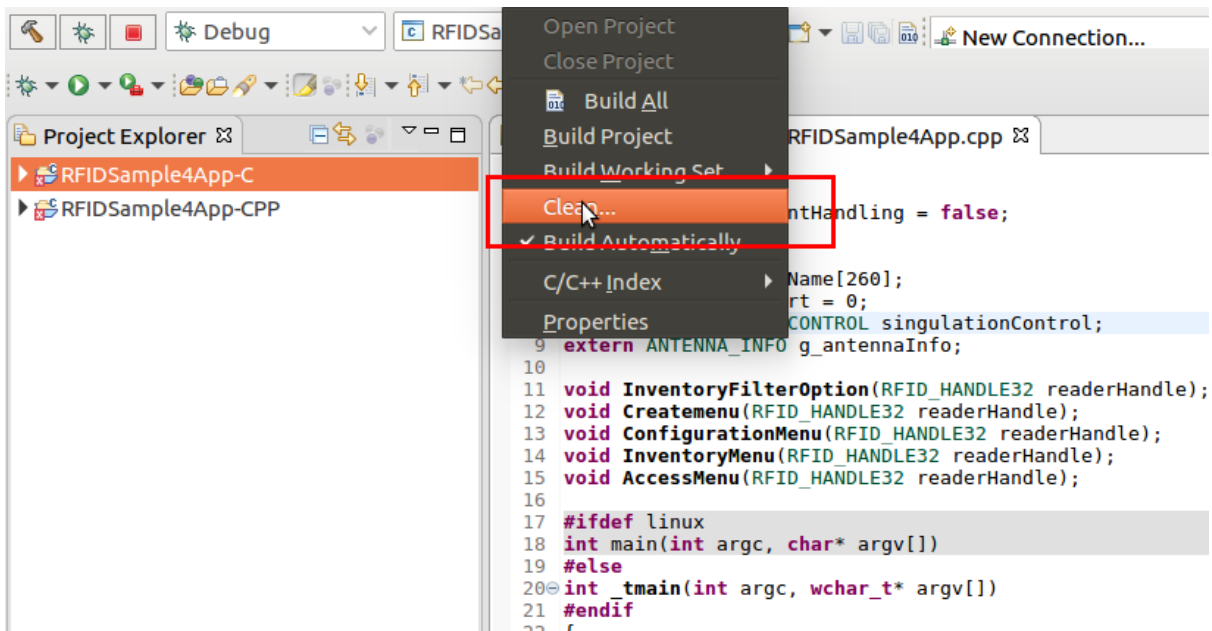 Debug
RFIDSa
New Connection...
Open Project
Close Project
010 Build All
Build Project
Build Working Set
Clean...
Build Automatically
C/C++ Index
Properties
Project Explorer
RFIDSample4App-C
RFIDSample4App-CPP
RFIDSample4App.cpp
ntHandling = false;
Name[260];
rt = 0;
CONTROL singulationControl;
9 extern ANTENNA_INFO g_antennaInfo;
10
11 void InventoryFilterOption(RFID_HANDLE32 readerHandle);
12 void Createmenu(RFID_HANDLE32 readerHandle);
13 void ConfigurationMenu(RFID_HANDLE32 readerHandle);
14 void InventoryMenu(RFID_HANDLE32 readerHandle);
15 void AccessMenu(RFID_HANDLE32 readerHandle);
16
17 #ifdef linux
18 int main(int argc, char* argv[])
19 #else
20 int _tmain(int argc, wchar_t* argv[])
21 #endif
22 {